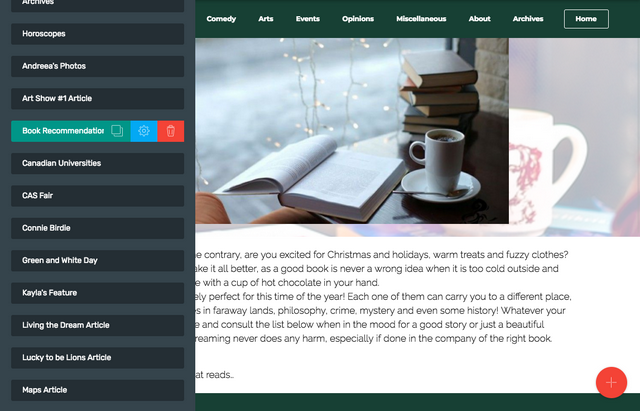 Archives
Horoscopes
Andreea's Photos
Art Show #1 Article
Book Recommendation
Canadian Universities
CAS Fair
Connie Birdie
Green and White Day
Kayla's Feature
Living the Dream Article
Lucky to be Lions Article
Maps Article
Comedy Arts Events Opinions Miscellaneous About Archives Home
contrary, are you excited for Christmas and holidays, warm treats and fuzzy clothes?
it all better, as a good book is never a wrong idea when it is too cold outside and
with a cup of hot chocolate in your hand.
perfect for this time of the year! Each one of them can carry you to a different place,
in faraway lands, philosophy, crime, mystery and even some history! Whatever your
and consult the list below when in the mood for a good story or just a beautiful
never does any harm, especially if done in the company of the right book.
reads...